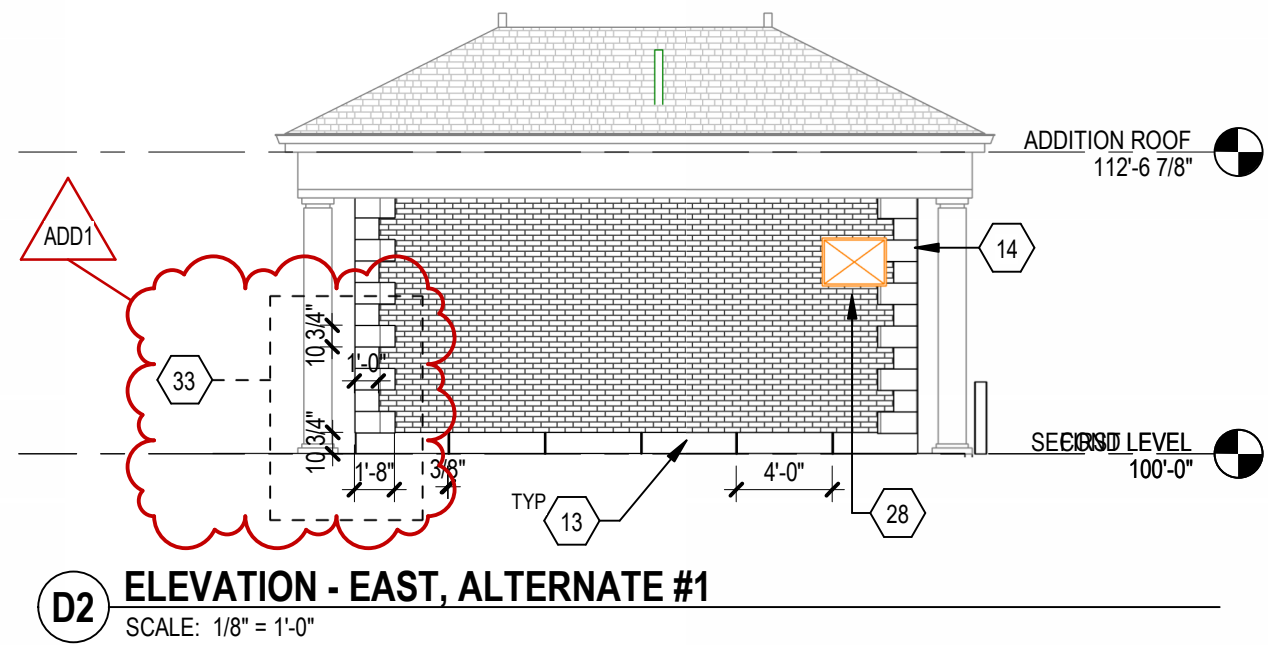 ADDITION ROOF
112'-6 7/8"
ADD1
14
10 3/4"
1'-0"
33
10 3/4"
LEVEL
100'-0"
1'-8"
3/8"
4'-0"
TYP
13
28
D2
ELEVATION - EAST, ALTERNATE #1
SCALE: 1/8" = 1'-0"